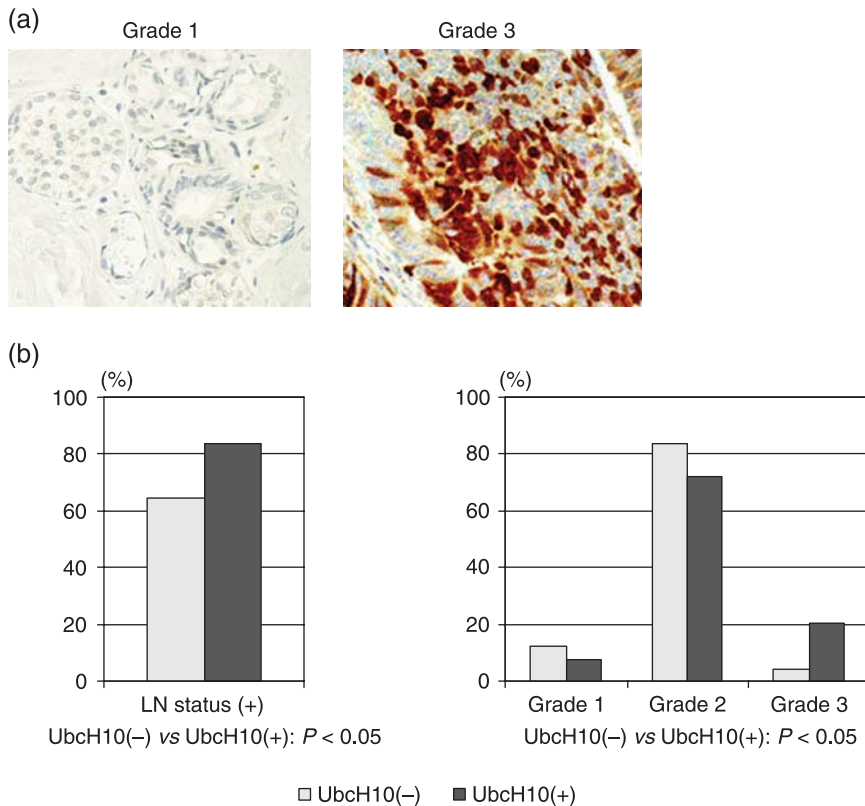 (a)
Grade 1
Grade 3
(b)
(%)
100
80
60
40
20
0
LN status (+)
UbcH10(–) vs UbcH10(+): P < 0.05
(%)
100
80
60
40
20
0
Grade 1
Grade 2
Grade 3
UbcH10(–) vs UbcH10(+): P < 0.05
UbcH10(–)
UbcH10(+)